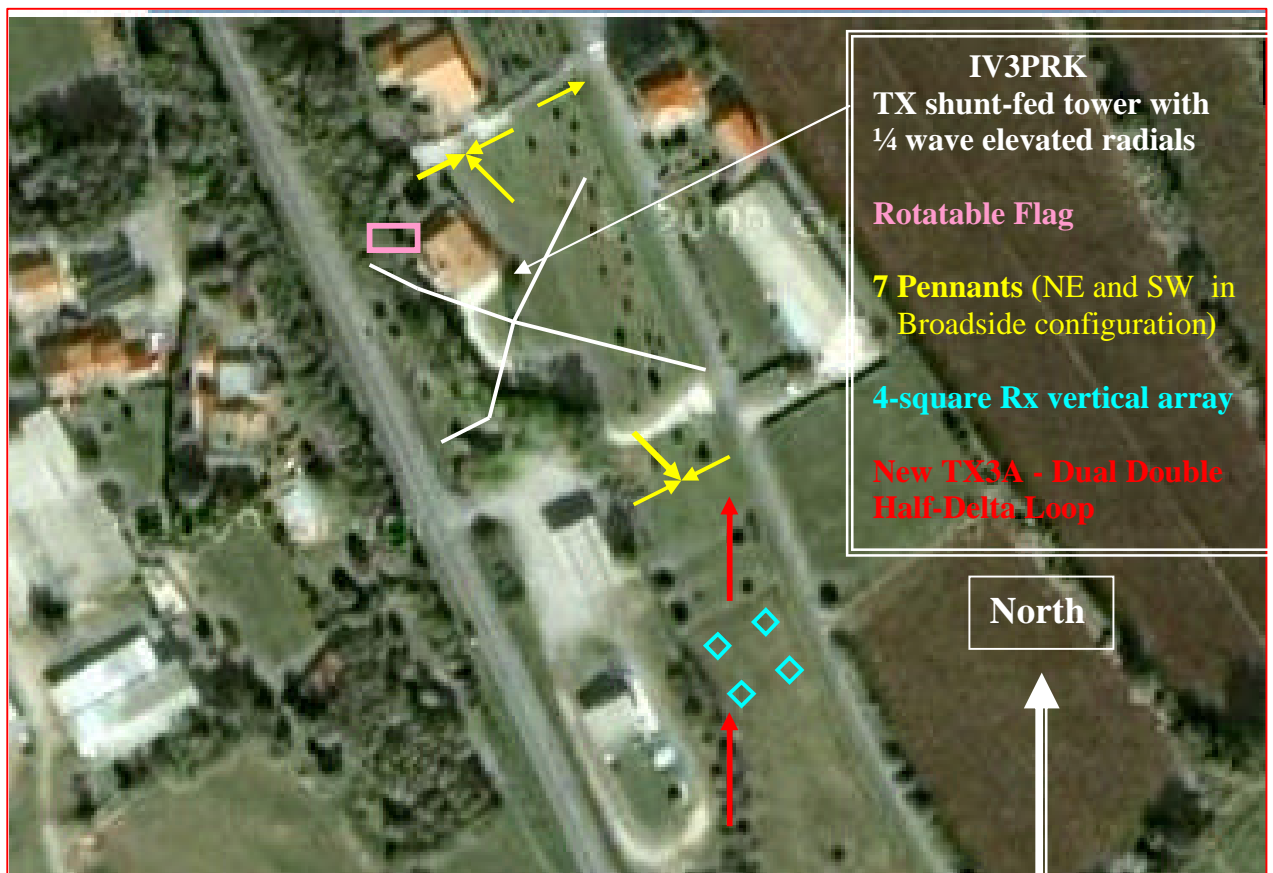 IV3PRK
TX shunt-fed tower with
¼ wave elevated radials
Rotatable Flag
7 Pennants (NE and SW in
Broadside configuration)
4-square Rx vertical array
New TX3A - Dual Double
Half-Delta Loop
North